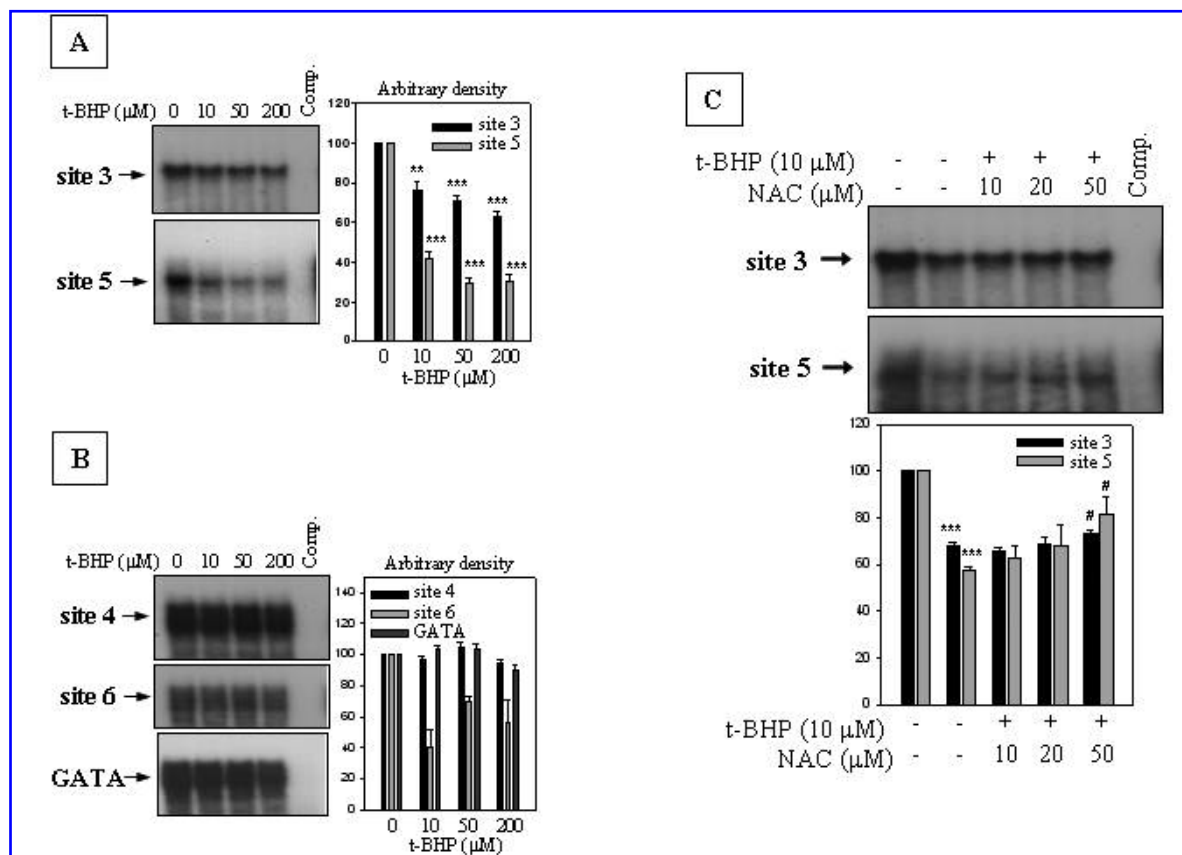 A
t-BHP (µM) 0 10 50 200 Comp.
site 3
site 5
Arbitrary density
120
100
80
60
40
20
0
site 3
site 5
**
***
***
***
***
***
0 10 50 200
t-BHP (µM)
B
t-BHP (µM) 0 10 50 200 Comp.
site 4
site 6
GATA
Arbitrary density
140
120
100
80
60
40
20
0
site 4
site 6
GATA
0 10 50 200
t-BHP (µM)
C
t-BHP (10 µM) - - + + + Comp.
NAC (µM) - - 10 20 50
site 3
site 5
120
100
80
60
40
20
0
site 3
site 5
***
***
#
#
t-BHP (10 µM) - - + + +
NAC (µM) - - 10 20 50